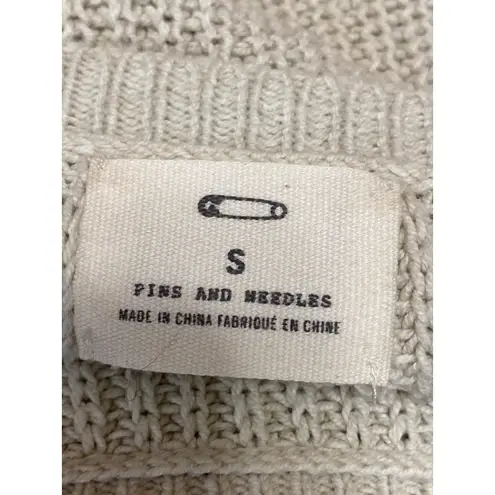 S
PINS AND NEEDLES
MADE IN CHINA FABRIQUÉ EN CHINE